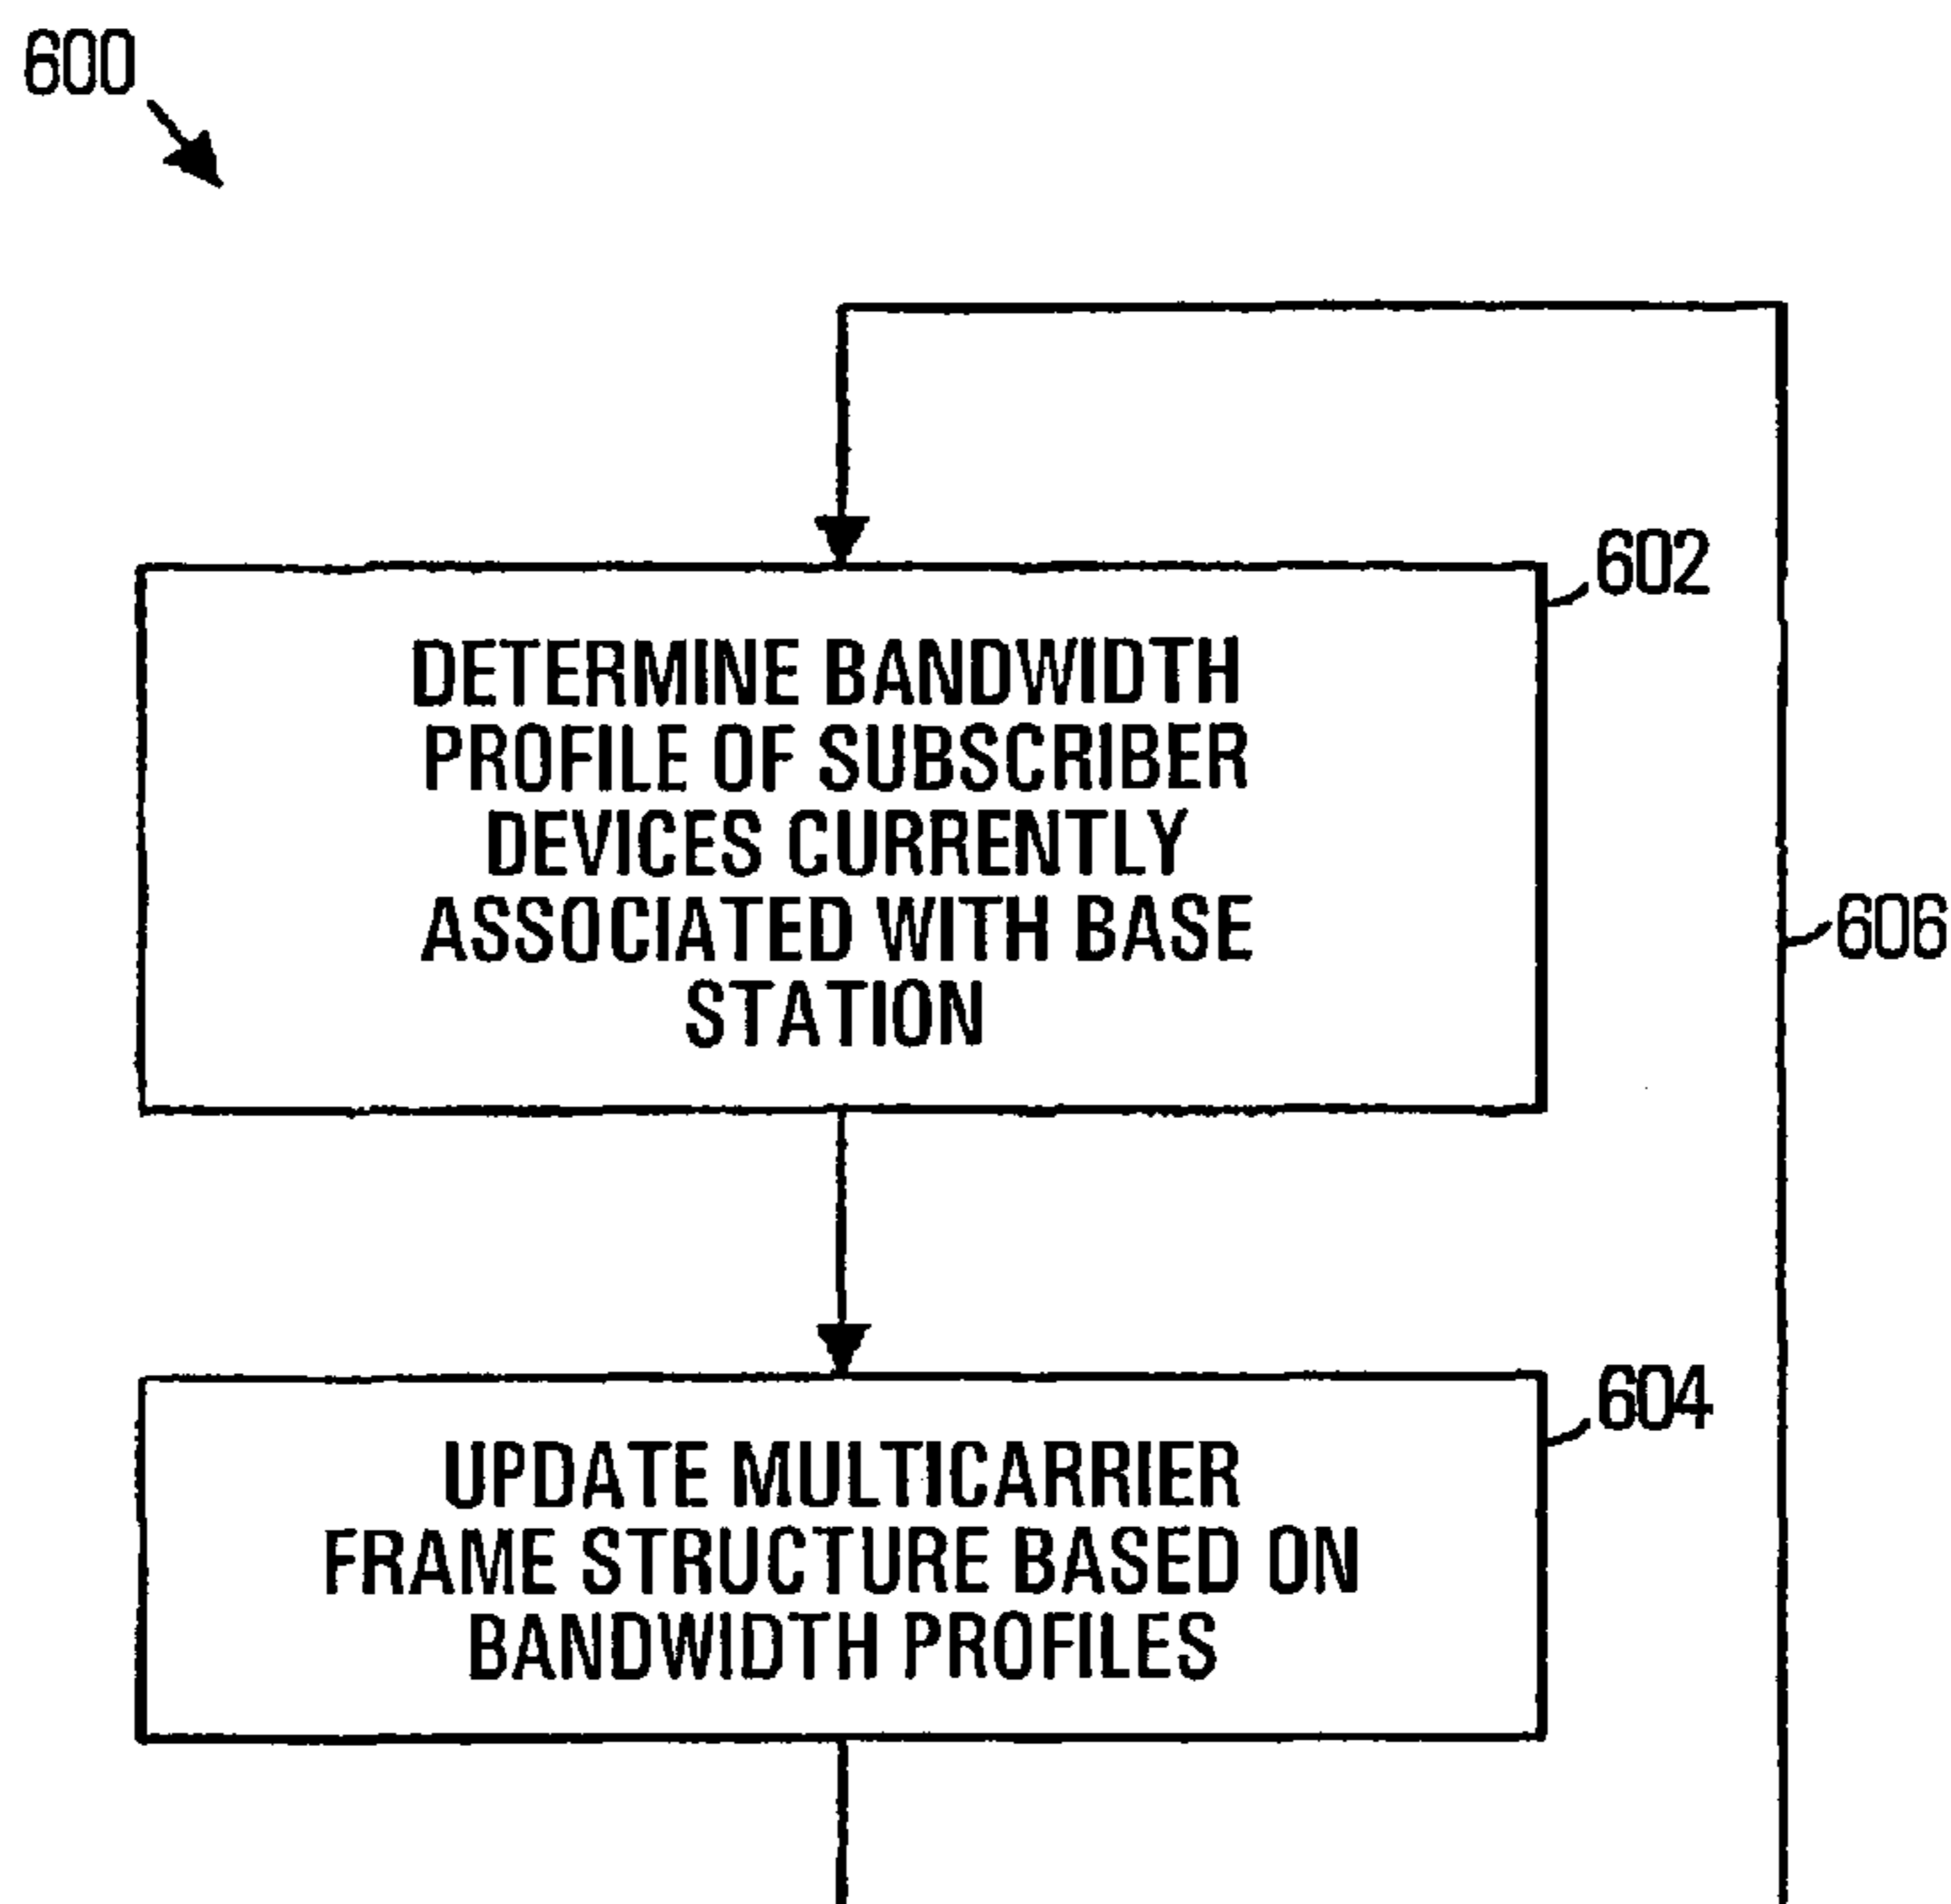 600
602
DETERMINE BANDWIDTH
PROFILE OF SUBSCRIBER
DEVICES CURRENTLY
ASSOCIATED WITH BASE
STATION
606
604
UPDATE MULTICARRIER
FRAME STRUCTURE BASED ON
BANDWIDTH PROFILES